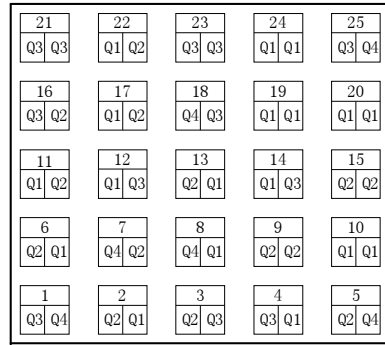 21 22 23 24 25
Q3 Q3 Q1 Q2 Q3 Q3 Q1 Q1 Q3 Q4
16 17 18 19 20
Q3 Q2 Q1 Q2 Q4 Q3 Q1 Q1 Q1 Q1
11 12 13 14 15
Q1 Q2 Q1 Q3 Q2 Q1 Q1 Q3 Q2 Q2
6 7 8 9 10
Q2 Q1 Q4 Q2 Q4 Q1 Q2 Q2 Q1 Q1
1 2 3 4 5
Q3 Q4 Q2 Q1 Q2 Q3 Q3 Q1 Q2 Q4